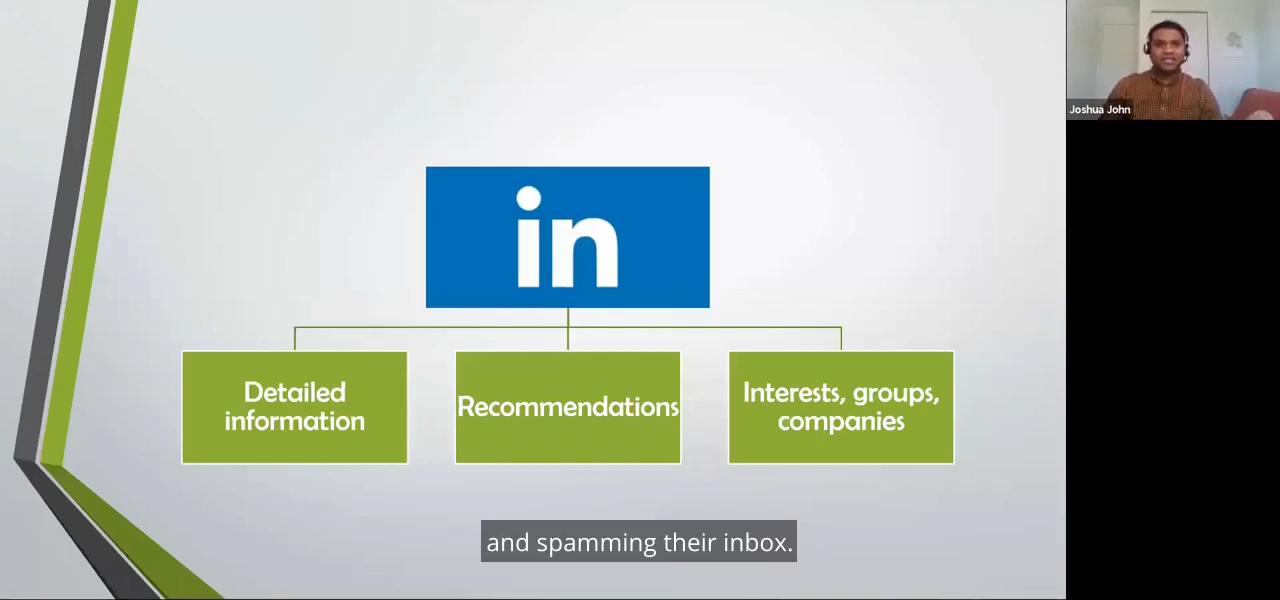 Joshua John
in
Detailed
information
Recommendations
Interests, groups,
companies
and spamming their inbox.